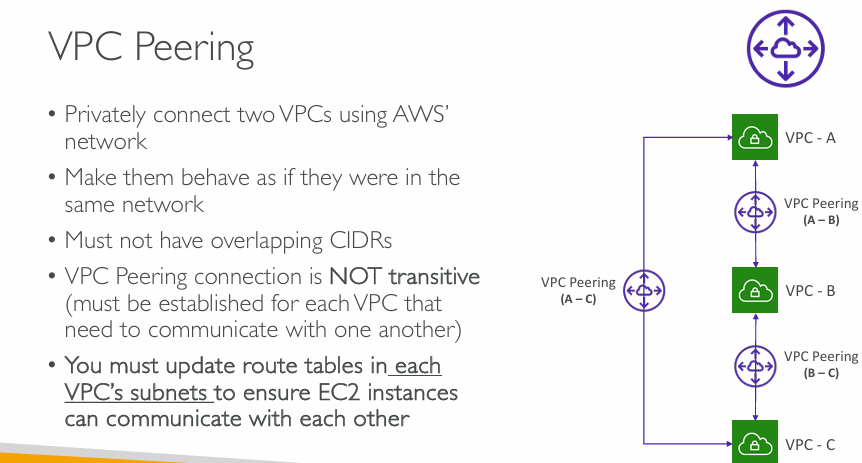 VPC Peering
• Privately connect two VPCs using AWS’
network
• Make them behave as if they were in the
same network
• Must not have overlapping CIDRs
• VPC Peering connection is NOT transitive
(must be established for each VPC that
need to communicate with one another)
• You must update route tables in each
VPC’s subnets to ensure EC2 instances
can communicate with each other
VPC - A
VPC Peering
(A – B)
VPC Peering
(A – C)
VPC - B
VPC Peering
(B – C)
VPC - C